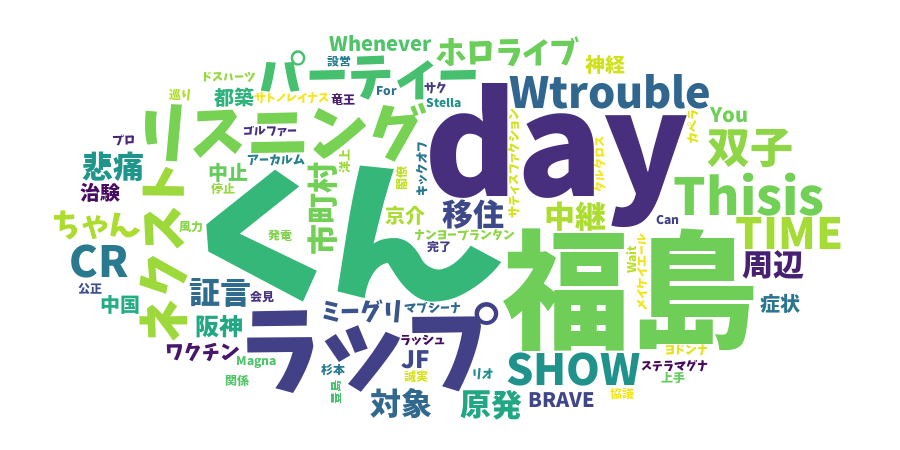 Whenever
ホロライブ
設営
神経
ドスハーツ
パーティー
サク
For
Wtrouble
巡り
都築
サトノレイナス
竜王
Stella
カペラ
You
プロ
リスニング
day
双子
ゴルファー
サティスファクション
タルタロス
悲痛
中止
アーカルム
洋上
キックオフ
治験
停止
市町村
間係
Thisis
ちゃん
ネクスト
くん
京介
移住
中継
Can
TIME
風力
発電
ナンヨープランタン
完了
福島
Wait
メイケイエール
周辺
CR
公正
中国
証言
会見
ミーグリ
マブシーナ
症状
阪神
ラップ
ワクチン
ラッシュ
ヨドンナ
Magna
JF
SHOW
ステラマグナ
関係
杉本
誠実
リオ
上手
豆島
対象
原発
BRAVE
協議